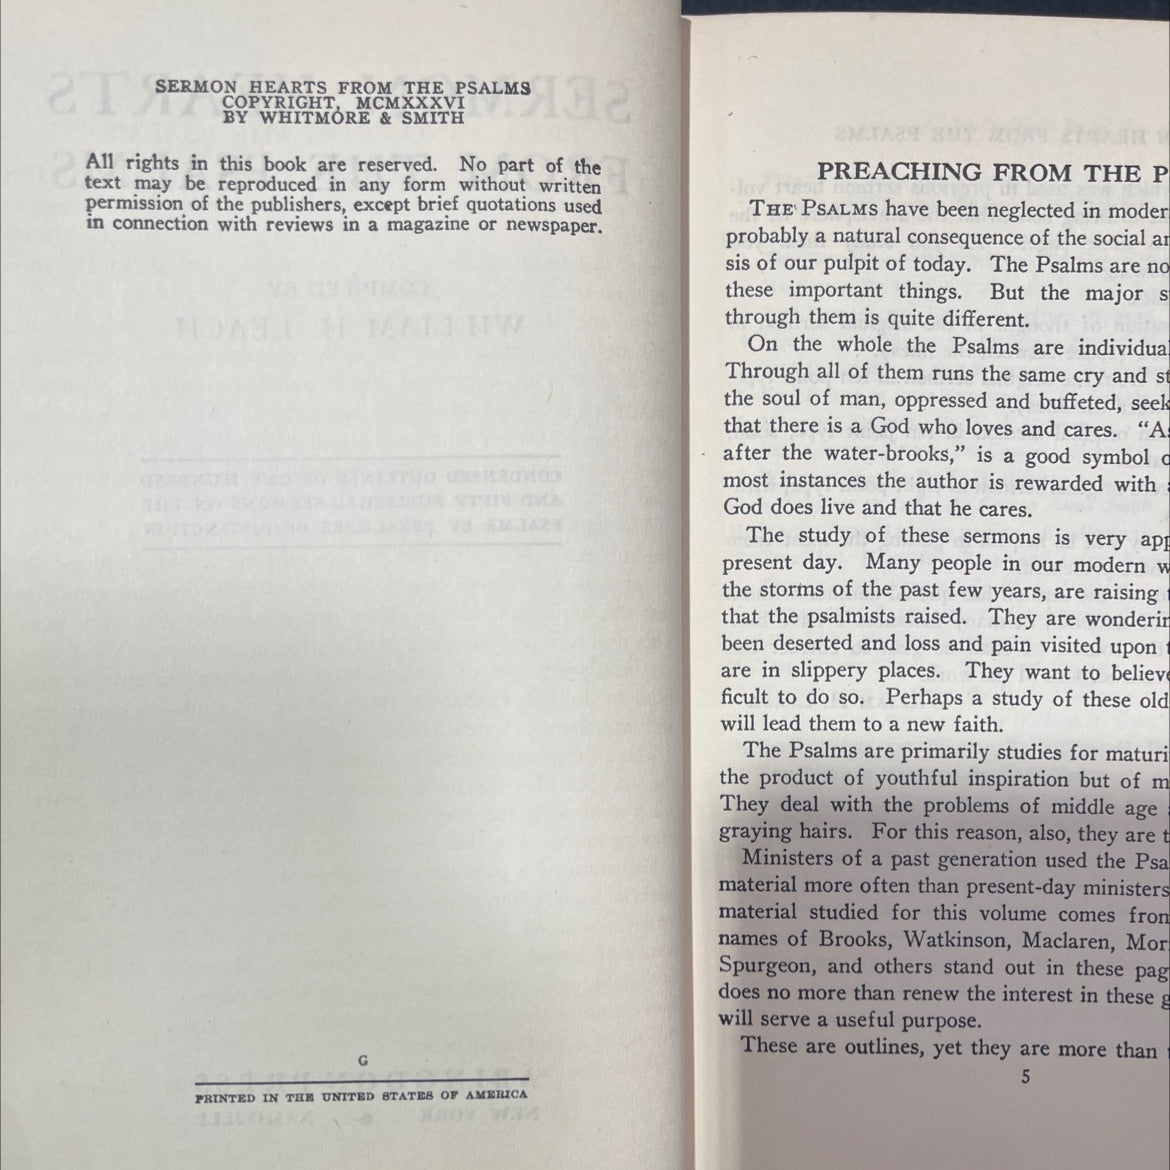 SERMON HEARTS FROM THE PSALMS
COPYRIGHT, MCMXXXVI
BY WHITMORE & SMITH
All rights in this book are reserved. No part of the
text may be reproduced in any form without written
permission of the publishers, except brief quotations used
in connection with reviews in a magazine or newspaper.
G
PRINTED IN THE UNITED STATES OF AMERICA
PREACHING FROM THE P
THE PSALMS have been neglected in moder
probably a natural consequence of the social an
sis of our pulpit of today. The Psalms are no
these important things. But the major s
through them is quite different.
On the whole the Psalms are individual
Through all of them runs the same cry and st
the soul of man, oppressed and buffeted, seek
that there is a God who loves and cares. “As
after the water-brooks,” is a good symbol o
most instances the author is rewarded with
God does live and that he cares.
The study of these sermons is very app
present day. Many people in our modern w
the storms of the past few years, are raising
that the psalmists raised. They are wonderin
been deserted and loss and pain visited upon
are in slippery places. They want to believe
ficult to do so. Perhaps a study of these old
will lead them to a new faith.
The Psalms are primarily studies for maturi
the product of youthful inspiration but of m
They deal with the problems of middle age
graying hairs. For this reason, also, they are t
Ministers of a past generation used the Psa
material more often than present-day ministers
material studied for this volume comes from
names of Brooks, Watkinson, Maclaren, Mor
Spurgeon, and others stand out in these pag
does no more than renew the interest in these g
will serve a useful purpose.
These are outlines, yet they are more than
5